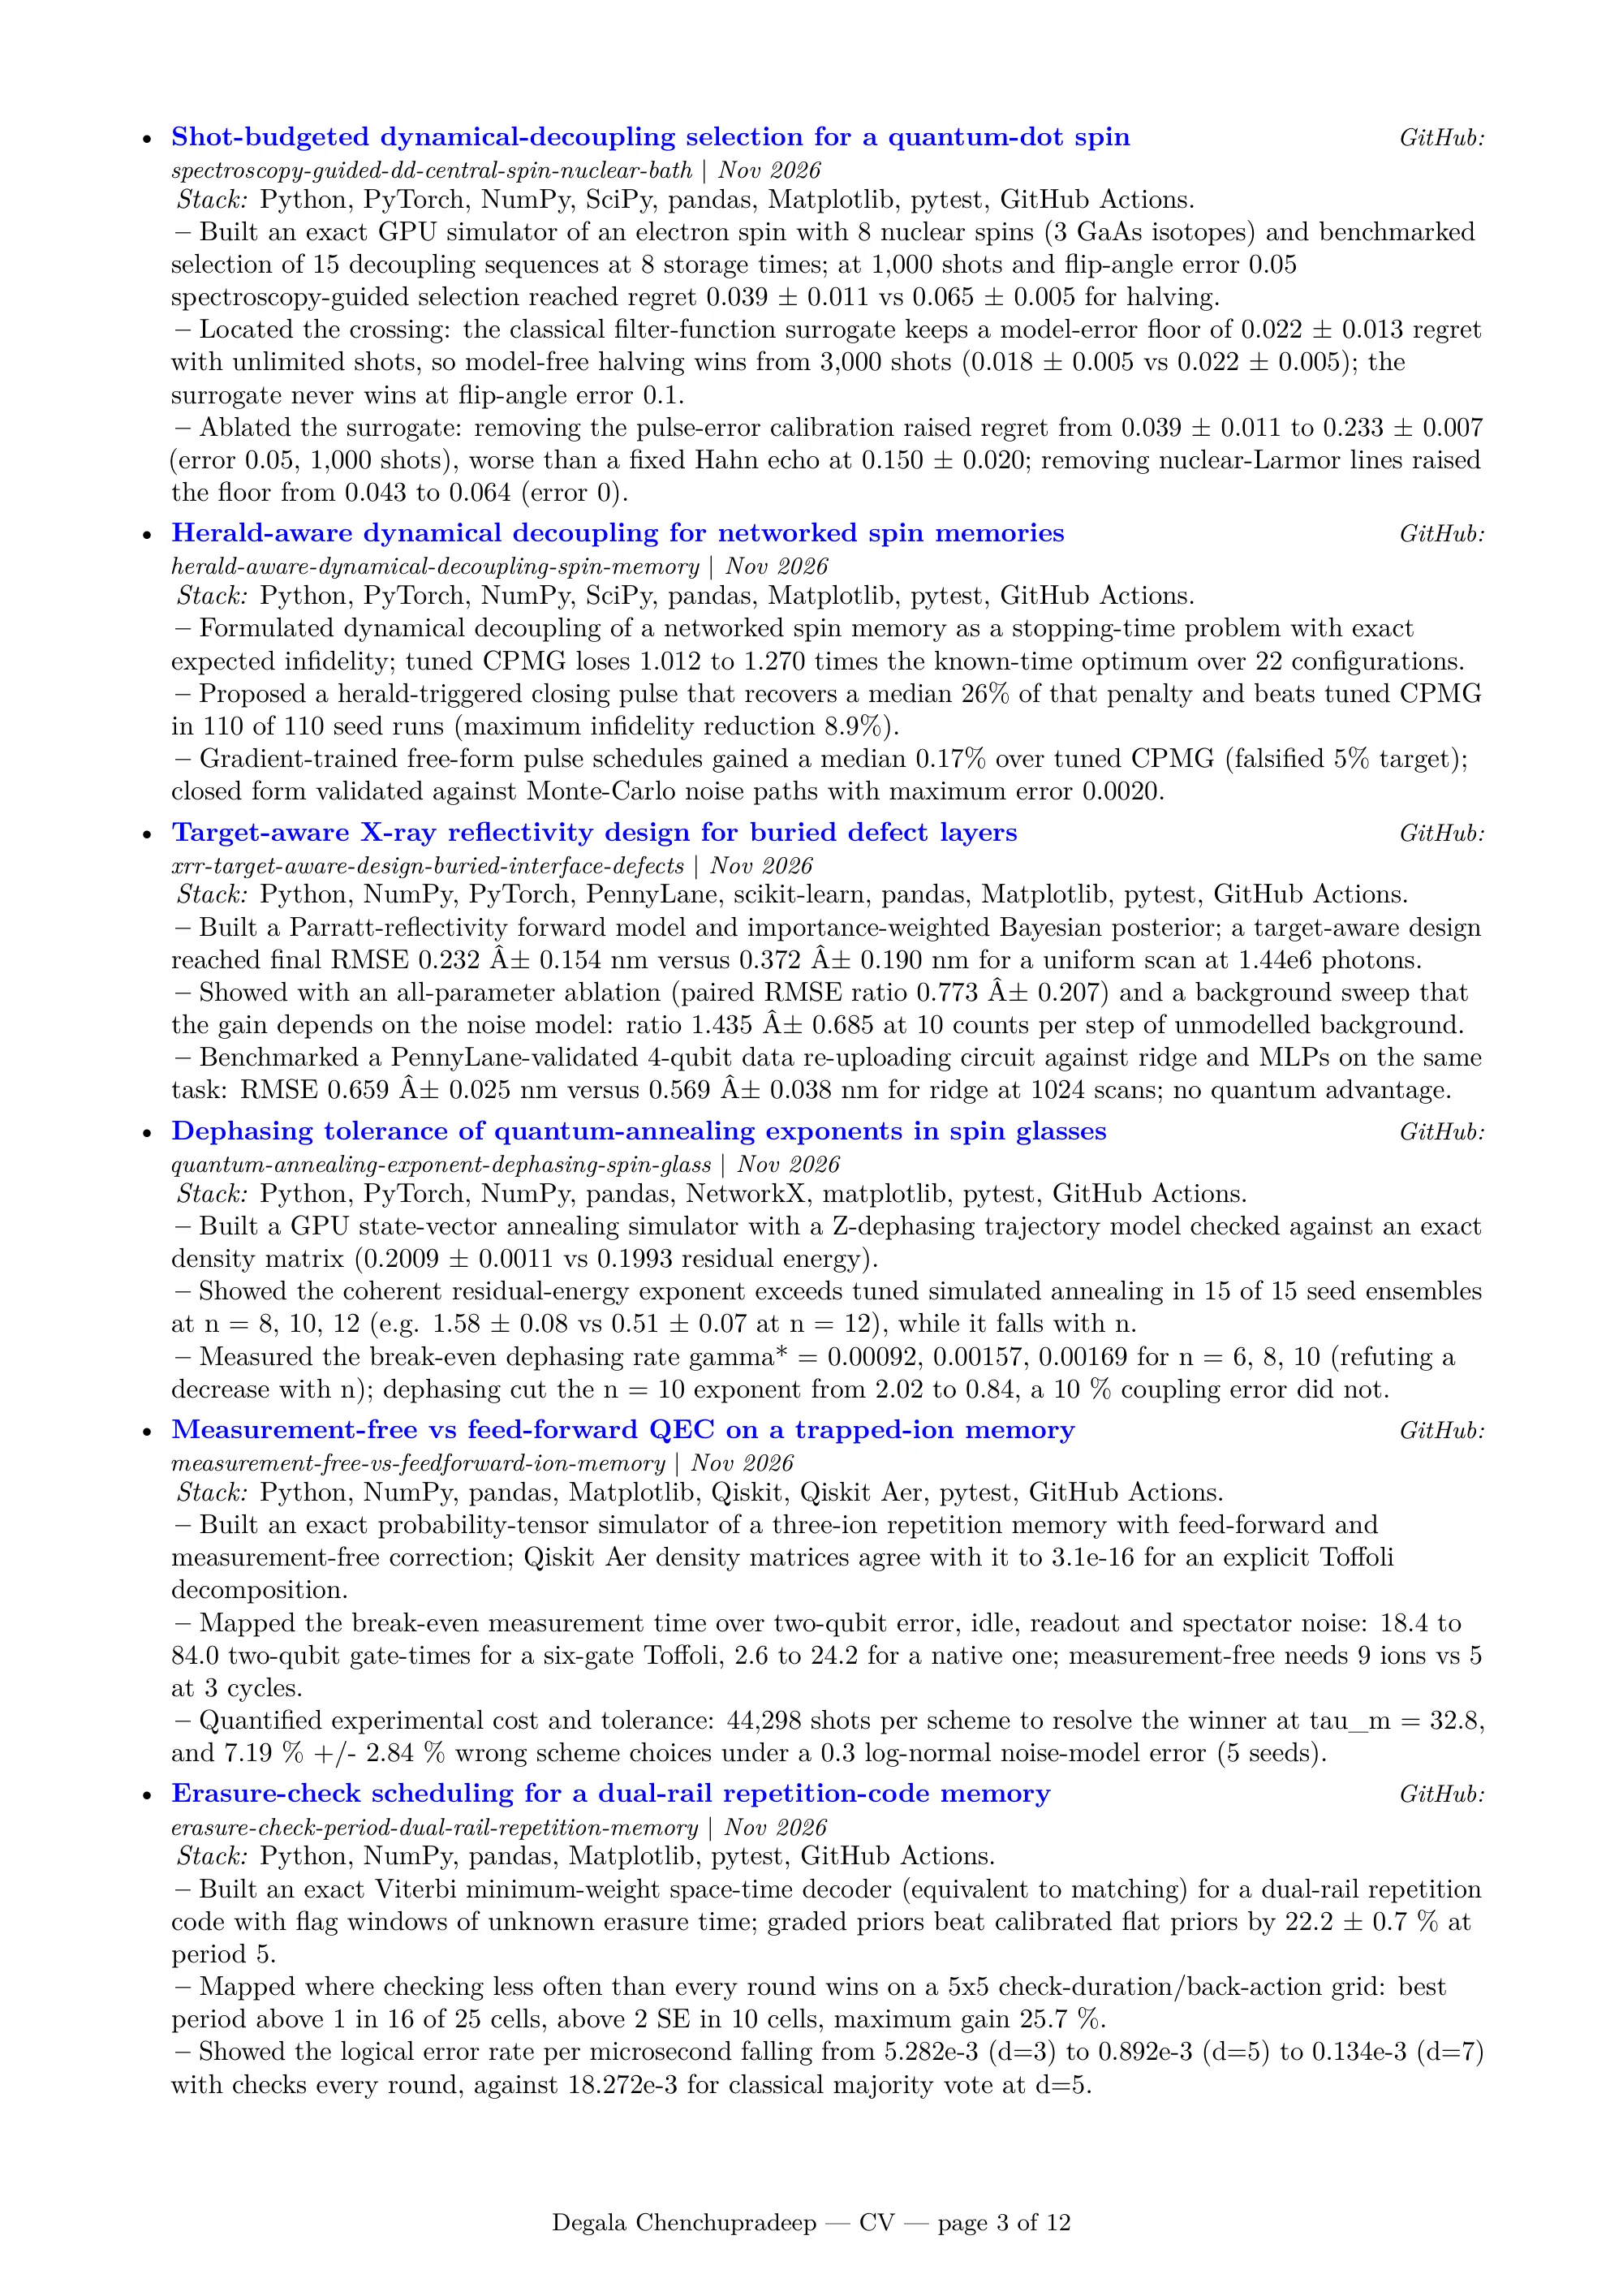 • Shot-budgeted dynamical-decoupling selection for a quantum-dot spin GitHub:
spectroscopy-guided-dd-central-spin-nuclear-bath | Nov 2026
Stack: Python, PyTorch, NumPy, SciPy, pandas, Matplotlib, pytest, GitHub Actions.
– Built an exact GPU simulator of an electron spin with 8 nuclear spins (3 GaAs isotopes) and benchmarked
selection of 15 decoupling sequences at 8 storage times; at 1,000 shots and flip-angle error 0.05
spectroscopy-guided selection reached regret 0.039 ± 0.011 vs 0.065 ± 0.005 for halving.
– Located the crossing: the classical filter-function surrogate keeps a model-error floor of 0.022 ± 0.013 regret
with unlimited shots, so model-free halving wins from 3,000 shots (0.018 ± 0.005 vs 0.022 ± 0.005); the
surrogate never wins at flip-angle error 0.1.
– Ablated the surrogate: removing the pulse-error calibration raised regret from 0.039 ± 0.011 to 0.233 ± 0.007
(error 0.05, 1,000 shots), worse than a fixed Hahn echo at 0.150 ± 0.020; removing nuclear-Larmor lines raised
the floor from 0.043 to 0.064 (error 0).
• Herald-aware dynamical decoupling for networked spin memories GitHub:
herald-aware-dynamical-decoupling-spin-memory | Nov 2026
Stack: Python, PyTorch, NumPy, SciPy, pandas, Matplotlib, pytest, GitHub Actions.
– Formulated dynamical decoupling of a networked spin memory as a stopping-time problem with exact
expected infidelity; tuned CPMG loses 1.012 to 1.270 times the known-time optimum over 22 configurations.
– Proposed a herald-triggered closing pulse that recovers a median 26% of that penalty and beats tuned CPMG
in 110 of 110 seed runs (maximum infidelity reduction 8.9%).
– Gradient-trained free-form pulse schedules gained a median 0.17% over tuned CPMG (falsified 5% target);
closed form validated against Monte-Carlo noise paths with maximum error 0.0020.
• Target-aware X-ray reflectivity design for buried defect layers GitHub:
xrr-target-aware-design-buried-interface-defects | Nov 2026
Stack: Python, NumPy, PyTorch, PennyLane, scikit-learn, pandas, Matplotlib, pytest, GitHub Actions.
– Built a Parratt-reflectivity forward model and importance-weighted Bayesian posterior; a target-aware design
reached final RMSE 0.232 Â± 0.154 nm versus 0.372 Â± 0.190 nm for a uniform scan at 1.44e6 photons.
– Showed with an all-parameter ablation (paired RMSE ratio 0.773 Â± 0.207) and a background sweep that
the gain depends on the noise model: ratio 1.435 Â± 0.685 at 10 counts per step of unmodelled background.
– Benchmarked a PennyLane-validated 4-qubit data re-uploading circuit against ridge and MLPs on the same
task: RMSE 0.659 Â± 0.025 nm versus 0.569 Â± 0.038 nm for ridge at 1024 scans; no quantum advantage.
• Dephasing tolerance of quantum-annealing exponents in spin glasses GitHub:
quantum-annealing-exponent-dephasing-spin-glass | Nov 2026
Stack: Python, PyTorch, NumPy, pandas, NetworkX, matplotlib, pytest, GitHub Actions.
– Built a GPU state-vector annealing simulator with a Z-dephasing trajectory model checked against an exact
density matrix (0.2009 ± 0.0011 vs 0.1993 residual energy).
– Showed the coherent residual-energy exponent exceeds tuned simulated annealing in 15 of 15 seed ensembles
at n = 8, 10, 12 (e.g. 1.58 ± 0.08 vs 0.51 ± 0.07 at n = 12), while it falls with n.
– Measured the break-even dephasing rate gamma* = 0.00092, 0.00157, 0.00169 for n = 6, 8, 10 (refuting a
decrease with n); dephasing cut the n = 10 exponent from 2.02 to 0.84, a 10 % coupling error did not.
• Measurement-free vs feed-forward QEC on a trapped-ion memory GitHub:
measurement-free-vs-feedforward-ion-memory | Nov 2026
Stack: Python, NumPy, pandas, Matplotlib, Qiskit, Qiskit Aer, pytest, GitHub Actions.
– Built an exact probability-tensor simulator of a three-ion repetition memory with feed-forward and
measurement-free correction; Qiskit Aer density matrices agree with it to 3.1e-16 for an explicit Toffoli
decomposition.
– Mapped the break-even measurement time over two-qubit error, idle, readout and spectator noise: 18.4 to
84.0 two-qubit gate-times for a six-gate Toffoli, 2.6 to 24.2 for a native one; measurement-free needs 9 ions vs 5
at 3 cycles.
– Quantified experimental cost and tolerance: 44,298 shots per scheme to resolve the winner at tau_m = 32.8,
and 7.19 % +/- 2.84 % wrong scheme choices under a 0.3 log-normal noise-model error (5 seeds).
• Erasure-check scheduling for a dual-rail repetition-code memory GitHub:
erasure-check-period-dual-rail-repetition-memory | Nov 2026
Stack: Python, NumPy, pandas, Matplotlib, pytest, GitHub Actions.
– Built an exact Viterbi minimum-weight space-time decoder (equivalent to matching) for a dual-rail repetition
code with flag windows of unknown erasure time; graded priors beat calibrated flat priors by 22.2 ± 0.7 % at
period 5.
– Mapped where checking less often than every round wins on a 5x5 check-duration/back-action grid: best
period above 1 in 16 of 25 cells, above 2 SE in 10 cells, maximum gain 25.7 %.
– Showed the logical error rate per microsecond falling from 5.282e-3 (d=3) to 0.892e-3 (d=5) to 0.134e-3 (d=7)
with checks every round, against 18.272e-3 for classical majority vote at d=5.
Degala Chenchupradeep — CV — page 3 of 12